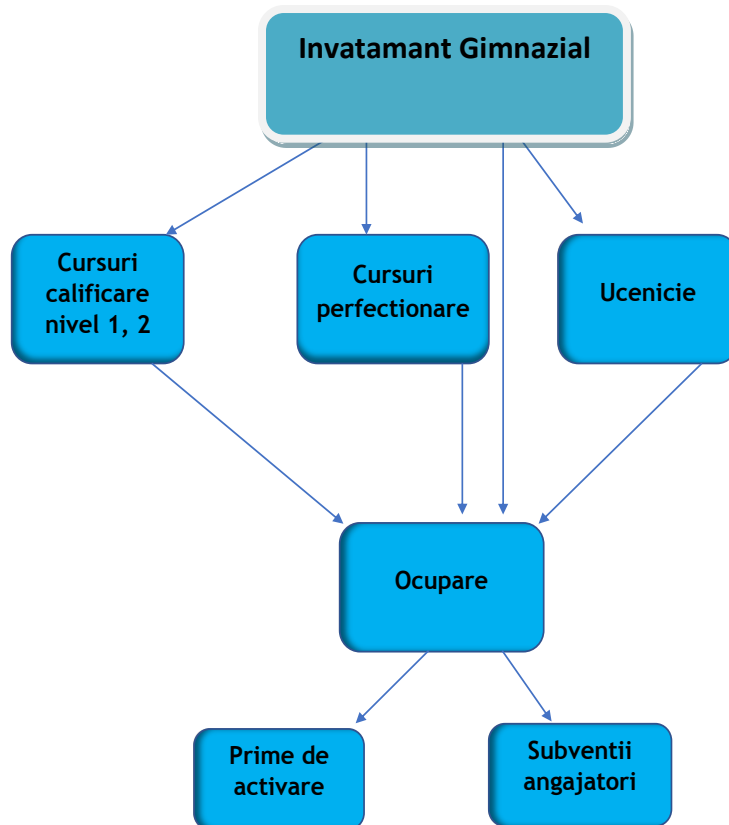 Invatamant Gimnazial
Cursuri
calificare
nivel 1, 2
Cursuri
perfectionare
Ucenicie
Ocupare
Prime de
activare
Subventii
angajatori